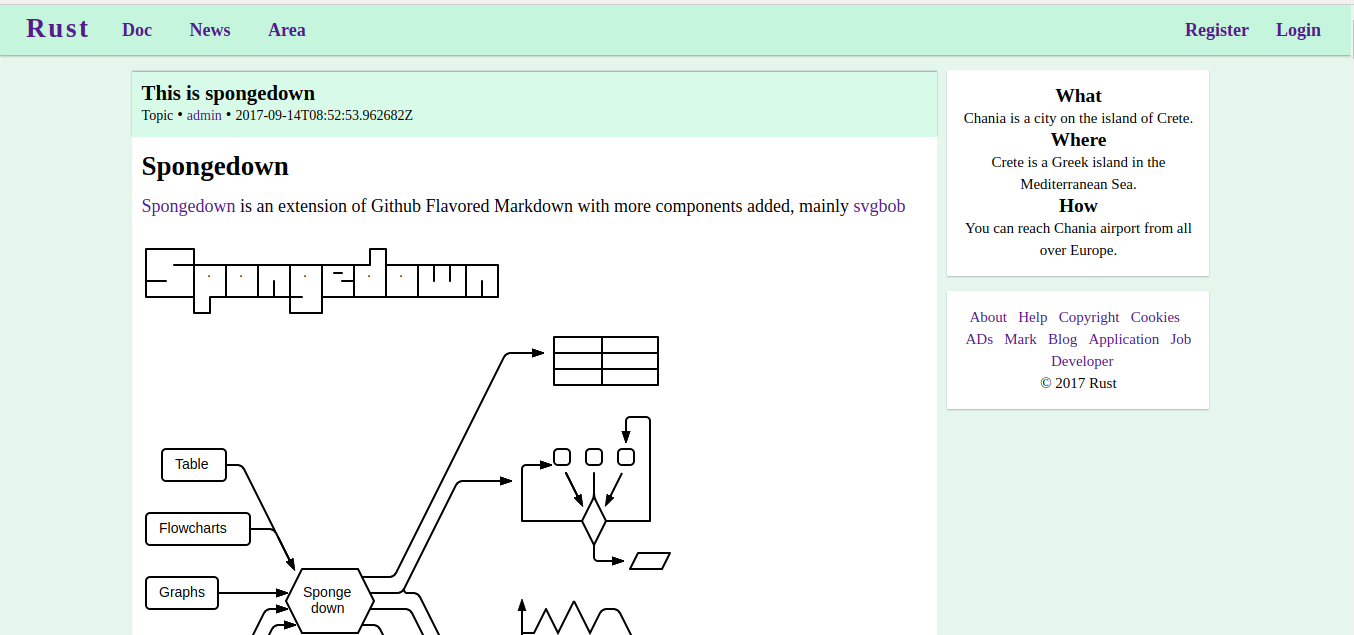 Rust Doc News Area Register Login
This is spongedown
Topic • admin • 2017-09-14T08:52:53.962682Z
Spongedown
Spongedown is an extension of Github Flavored Markdown with more components added, mainly svgbob
Table
Flowcharts
Graphs
Sponge
down
What
Chania is a city on the island of Crete.
Where
Crete is a Greek island in the
Mediterranean Sea.
How
You can reach Chania airport from all
over Europe.
About Help Copyright Cookies
ADs Mark Blog Application Job
Developer
© 2017 Rust